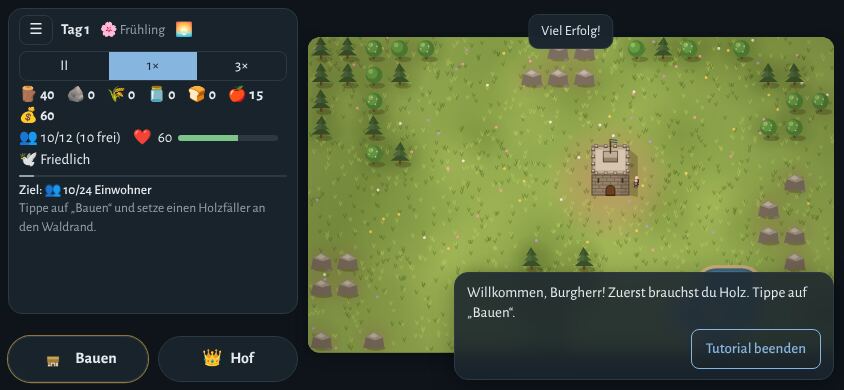 Tag 1 Frühling
1× 3×
40 0 0 0 0 15
60
10/12 (10 frei) 60
Friedlich
Ziel: 10/24 Einwohner
Tippe auf „Bauen“ und setze einen Holzfäller an
den Waldrand.
Bauen Hof
Viel Erfolg!
Willkommen, Burgherr! Zuerst brauchst du Holz. Tippe auf
„Bauen“.
Tutorial beenden